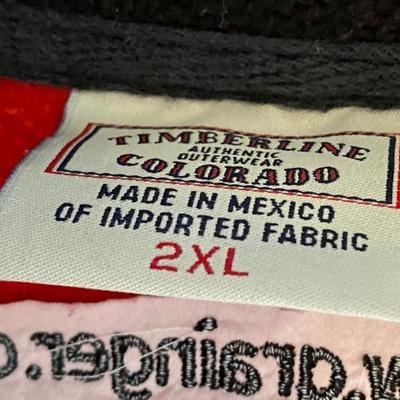 TIMBERLINE
AUTHENTIC
OUTERWEAR
COLORADO
MADE IN MEXICO
OF IMPORTED FABRIC
2XL